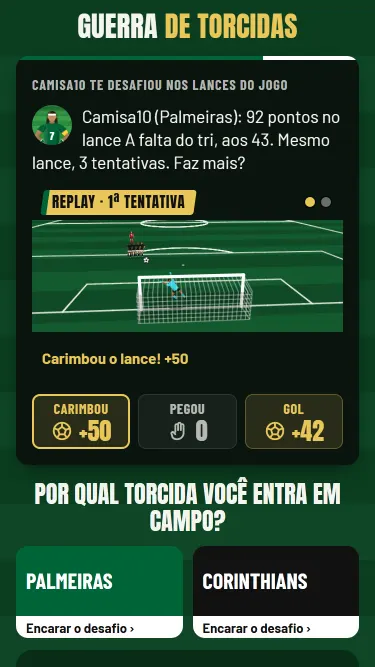 GUERRA DE TORCIDAS
CAMISA10 TE DESAFIOU NOS LANCES DO JOGO
7
Camisa10 (Palmeiras): 92 pontos no
lance A falta do tri, aos 43. Mesmo
lance, 3 tentativas. Faz mais?
REPLAY · 1ª TENTATIVA
Carimbou o lance! +50
CARIMBOU
+50
PEGOU
0
GOL
+42
POR QUAL TORCIDA VOCÊ ENTRA EM
CAMPO?
PALMEIRAS
Encarar o desafio ›
CORINTHIANS
Encarar o desafio ›